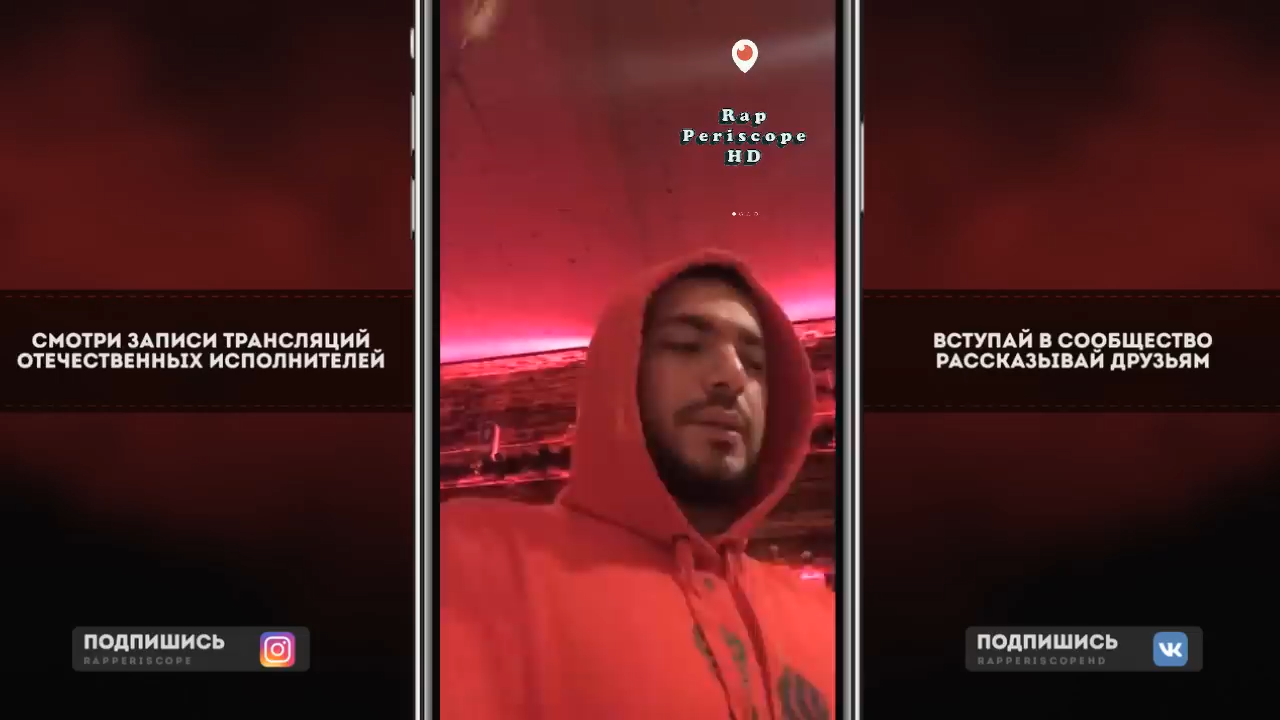 Rap
Periscope
HD
СМОТРИ ЗАПИСИ ТРАНСЛЯЦИЙ
ОТЕЧЕСТВЕННЫХ ИСПОЛНИТЕЛЕЙ
ВСТУПАЙ В СООБЩЕСТВО
РАССКАЗЫВАЙ ДРУЗЬЯМ
ПОДПИШИСЬ
RAPPERISCOPE
ПОДПИШИСЬ
RAPPERISCOPEHD